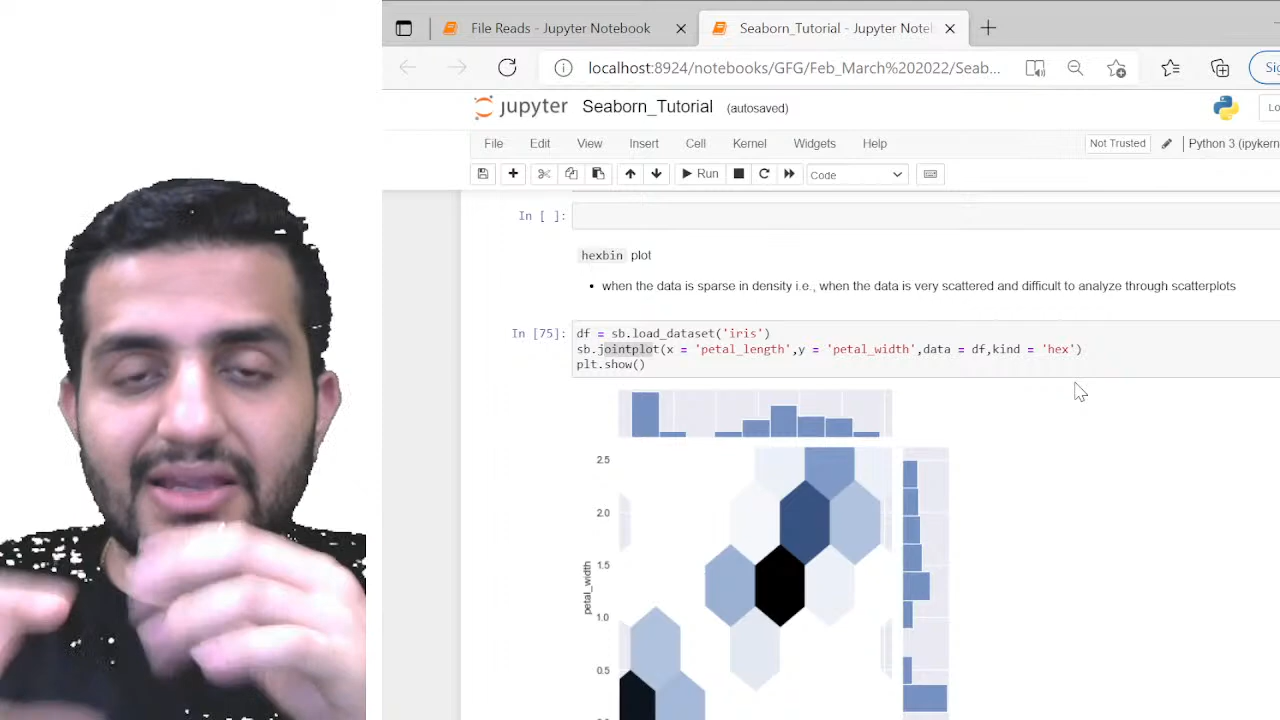 File Reads - Jupyter Notebook
Seaborn_Tutorial - Jupyter Notel
localhost:8924/notebooks/GFG/Feb_March%202022/Seab...
Sig
jupyter Seaborn_Tutorial (autosaved)
Lo
File Edit View Insert Cell Kernel Widgets Help
Not Trusted
Python 3 (ipykern
Run
Code
In [ ]:
hexbin plot
• when the data is sparse in density i.e., when the data is very scattered and difficult to analyze through scatterplots
In [75]:
df = sb.load_dataset('iris')
sb.jointplot(x = 'petal_length',y = 'petal_width',data = df,kind = 'hex')
plt.show()
2.5
2.0
1.5
1.0
0.5
petal_width